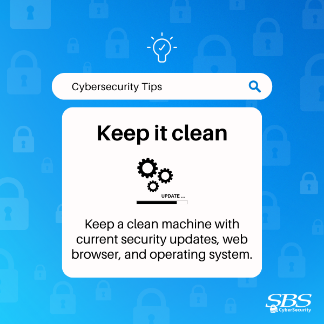 Cybersecurity Tips
Keep it clean
UPDATE ...
Keep a clean machine with
current security updates, web
browser, and operating system.
SBS
CyberSecurity